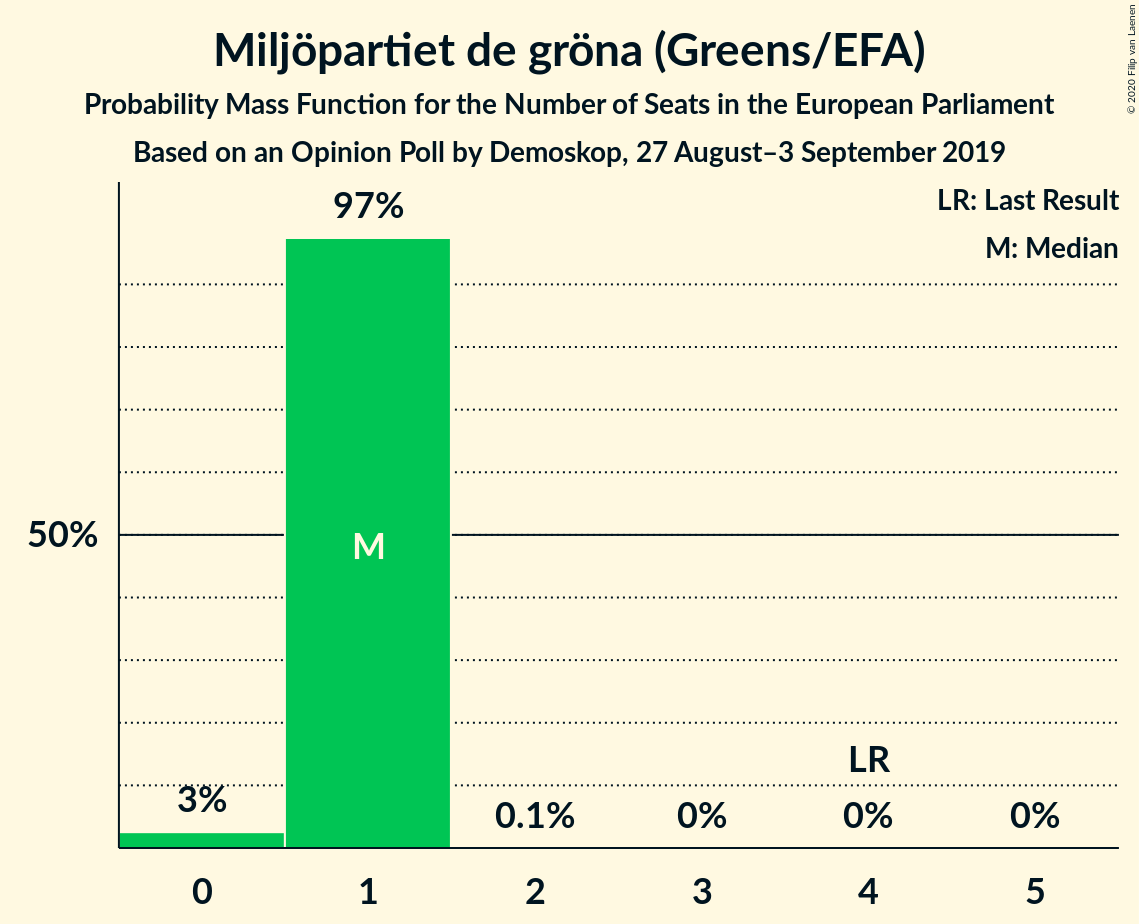 Miljöpartiet de gröna (Greens/EFA)
Probability Mass Function for the Number of Seats in the European Parliament
Based on an Opinion Poll by Demoskop, 27 August–3 September 2019
© 2020 Filip van Laenen
LR: Last Result
M: Median
97%
50%
M
LR
3%
0.1%
0%
0%
0%
0
1
2
3
4
5